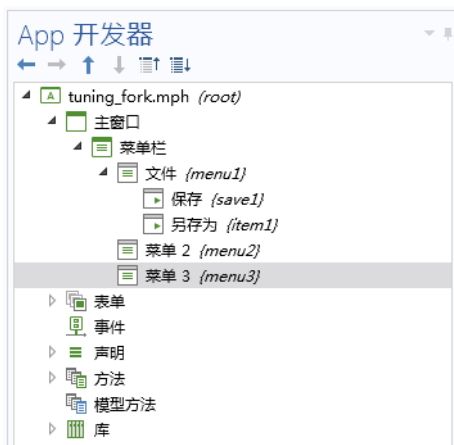 App 开发器
tuning_fork.mph (root)
主窗口
菜单栏
文件 {menu1}
保存 {save1}
另存为 {item1}
菜单 2 {menu2}
菜单 3 {menu3}
表单
事件
声明
方法
模型方法
库